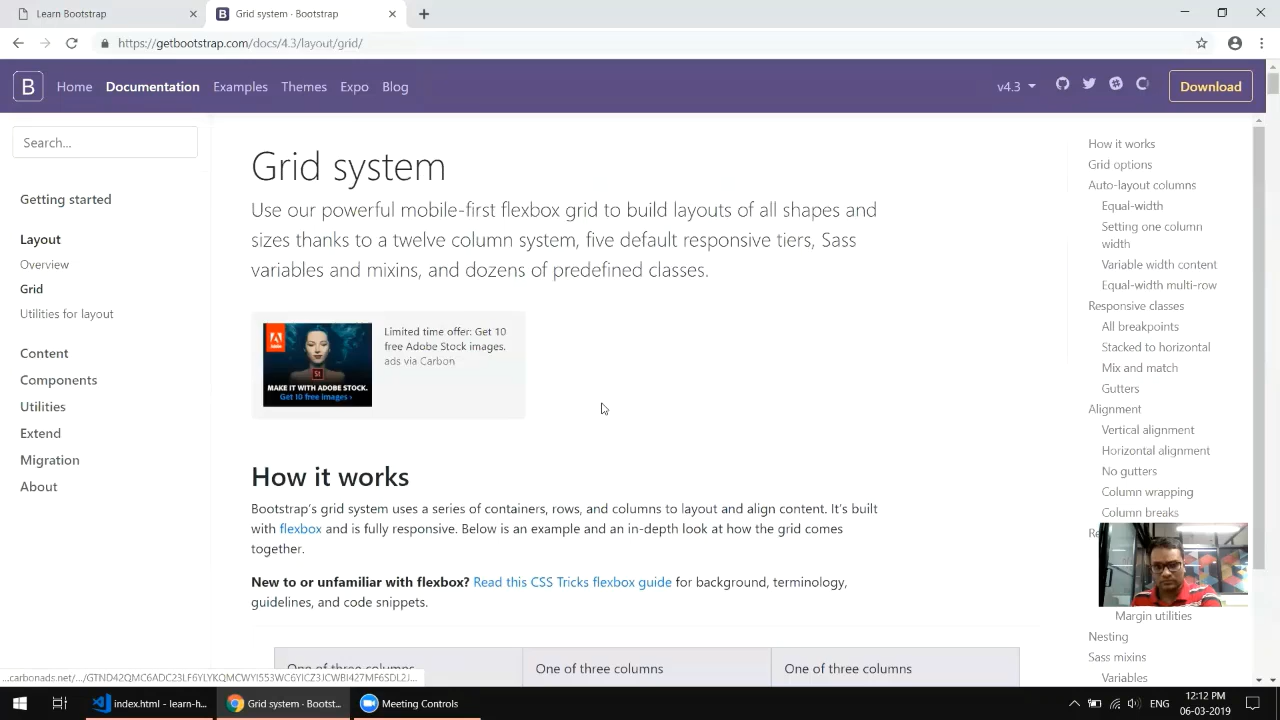 Learn Bootstrap
Grid system · Bootstrap
https://getbootstrap.com/docs/4.3/layout/grid/
B Home Documentation Examples Themes Expo Blog v4.3 Download
Search...
Getting started
Layout
Overview
Grid
Utilities for layout
Content
Components
Utilities
Extend
Migration
About
Grid system
Use our powerful mobile-first flexbox grid to build layouts of all shapes and
sizes thanks to a twelve column system, five default responsive tiers, Sass
variables and mixins, and dozens of predefined classes.
MAKE IT WITH ADOBE STOCK.
Get 10 free images ›
Limited time offer: Get 10
free Adobe Stock images.
ads via Carbon
How it works
Bootstrap's grid system uses a series of containers, rows, and columns to layout and align content. It's built
with flexbox and is fully responsive. Below is an example and an in-depth look at how the grid comes
together.
New to or unfamiliar with flexbox? Read this CSS Tricks flexbox guide for background, terminology,
guidelines, and code snippets.
One of three columns One of three columns One of three columns
How it works
Grid options
Auto-layout columns
Equal-width
Setting one column
width
Variable width content
Equal-width multi-row
Responsive classes
All breakpoints
Stacked to horizontal
Mix and match
Gutters
Alignment
Vertical alignment
Horizontal alignment
No gutters
Column wrapping
Column breaks
Margin utilities
Nesting
Sass mixins
Variables
index.html - learn-h... Grid system · Bootst... Meeting Controls ENG 12:12 PM
06-03-2019